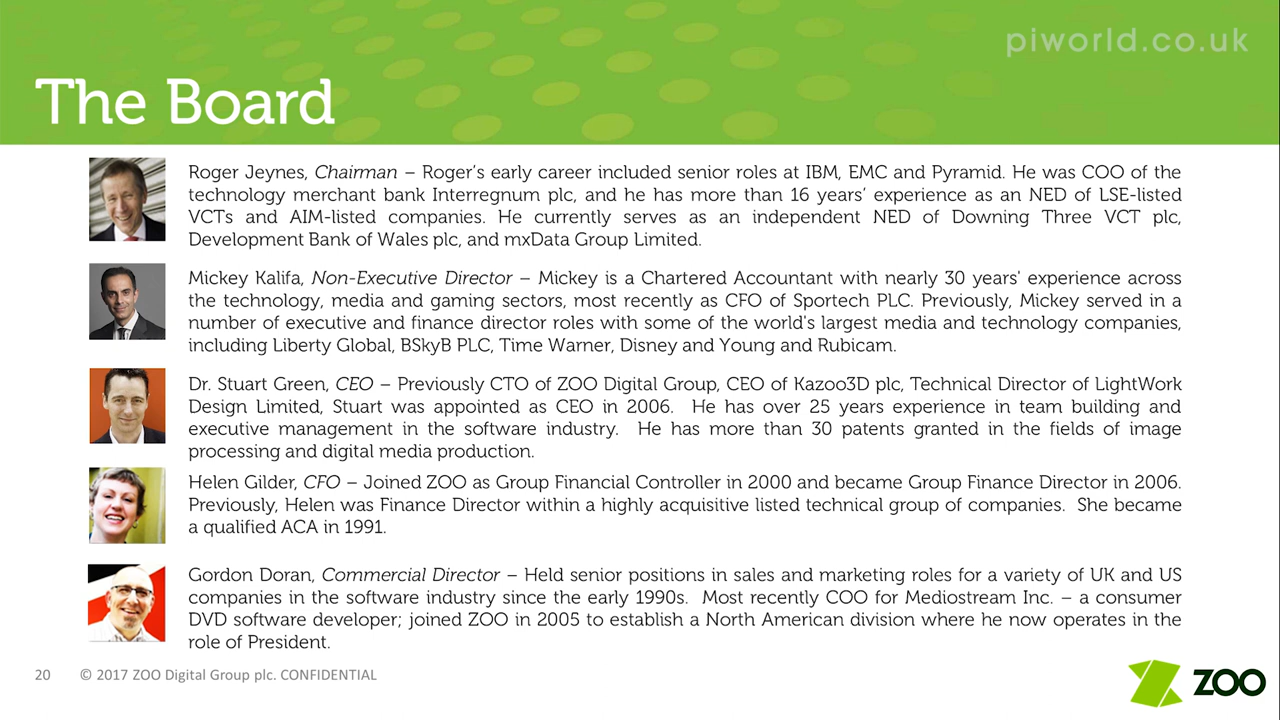 piworld.co.uk
The Board
Roger Jeynes, Chairman – Roger’s early career included senior roles at IBM, EMC and Pyramid. He was COO of the
technology merchant bank Interregnum plc, and he has more than 16 years’ experience as an NED of LSE-listed
VCTs and AIM-listed companies. He currently serves as an independent NED of Downing Three VCT plc,
Development Bank of Wales plc, and mxData Group Limited.
Mickey Kalifa, Non-Executive Director – Mickey is a Chartered Accountant with nearly 30 years' experience across
the technology, media and gaming sectors, most recently as CFO of Sportech PLC. Previously, Mickey served in a
number of executive and finance director roles with some of the world's largest media and technology companies,
including Liberty Global, BSkyB PLC, Time Warner, Disney and Young and Rubicam.
Dr. Stuart Green, CEO – Previously CTO of ZOO Digital Group, CEO of Kazoo3D plc, Technical Director of LightWork
Design Limited, Stuart was appointed as CEO in 2006. He has over 25 years experience in team building and
executive management in the software industry. He has more than 30 patents granted in the fields of image
processing and digital media production.
Helen Gilder, CFO – Joined ZOO as Group Financial Controller in 2000 and became Group Finance Director in 2006.
Previously, Helen was Finance Director within a highly acquisitive listed technical group of companies. She became
a qualified ACA in 1991.
Gordon Doran, Commercial Director – Held senior positions in sales and marketing roles for a variety of UK and US
companies in the software industry since the early 1990s. Most recently COO for Mediostream Inc. – a consumer
DVD software developer; joined ZOO in 2005 to establish a North American division where he now operates in the
role of President.
20 © 2017 ZOO Digital Group plc. CONFIDENTIAL
ZOO